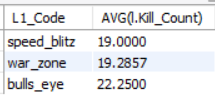 L1_Code AVG(l.Kill_Count)
speed_blitz 19.0000
war_zone 19.2857
bulls_eye 22.2500